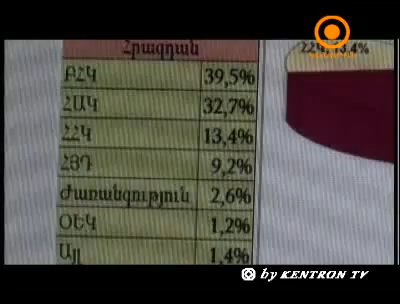 Հրազդան
ԲՀԿ 39,5%
ՀԱԿ 32,7%
ՀՀԿ 13,4%
ՀՅԴ 9,2%
Ժառանգություն 2,6%
ՕԵԿ 1,2%
Այլ 1,4%
ՀՀԿ, 13.4%
by KENTRON TV